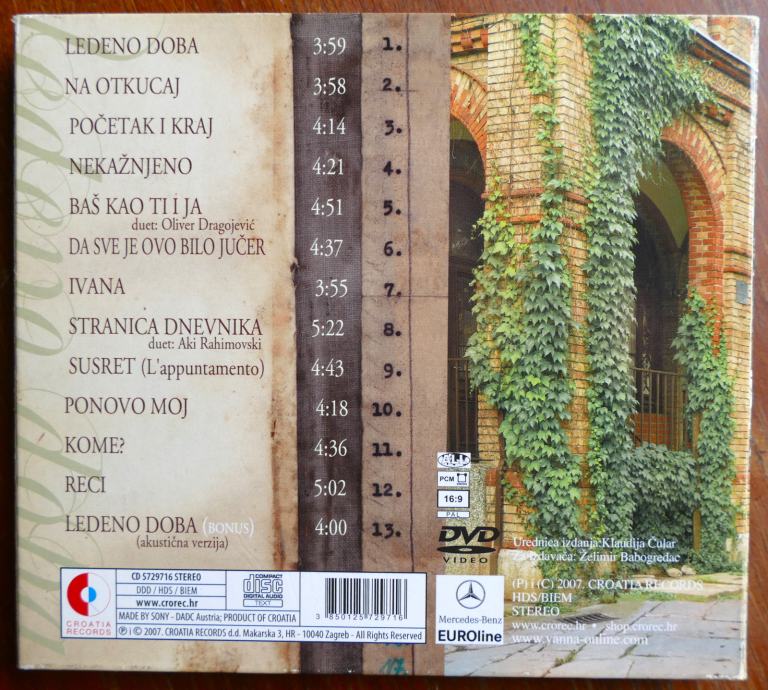 LEDENO DOBA 3:59 1.
NA OTKUCAJ 3:58 2.
POČETAK I KRAJ 4:14 3.
NEKAŽNJENO 4:21 4.
BAŠ KAO TI I JA 4:51 5.
duet: Oliver Dragojević
DA SVE JE OVO BILO JUČER 4:37 6.
IVANA 3:55 7.
STRANICA DNEVNIKA 5:22 8.
duet: Aki Rahimovski
SUSRET (L'appuntamento) 4:43 9.
PONOVO MOJ 4:18 10.
KOME? 4:36 11.
RECI 5:02 12.
LEDENO DOBA (BONUS) 4:00 13.
(akustična verzija)
PCM
16:9
PAL
DVD
VIDEO
Urednica izdanja: Klaudija Čular
Za izdavača: Želimir Babogredac
(P) i (C) 2007. CROATIA RECORDS
HDS/BIEM
STEREO
www.crorec.hr • shop.crorec.hr
www.vanna-online.com
CROATIA
RECORDS
CD 5729716 STEREO
DDD / HDS / BIEM
www.crorec.hr
COMPACT
disc
DIGITAL AUDIO
TEXT
MADE BY SONY - DADC Austria; PRODUCT OF CROATIA
Ⓟ i © 2007. CROATIA RECORDS d.d. Makarska 3, HR - 10040 Zagreb - All Rights Reserved
3 850125 729716
Mercedes-Benz
EUROline
17